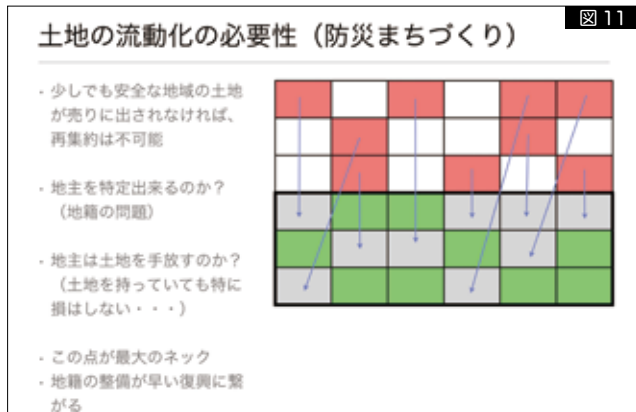 図 11
土地の流動化の必要性（防災まちづくり）
・少しでも安全な地域の土地
が売りに出されなければ、
再集約は不可能
・地主を特定出来るのか？
（地籍の問題）
・地主は土地を手放すのか？
（土地を持っていても特に
損はしない・・・）
・この点が最大のネック
・地籍の整備が早い復興に繋
がる